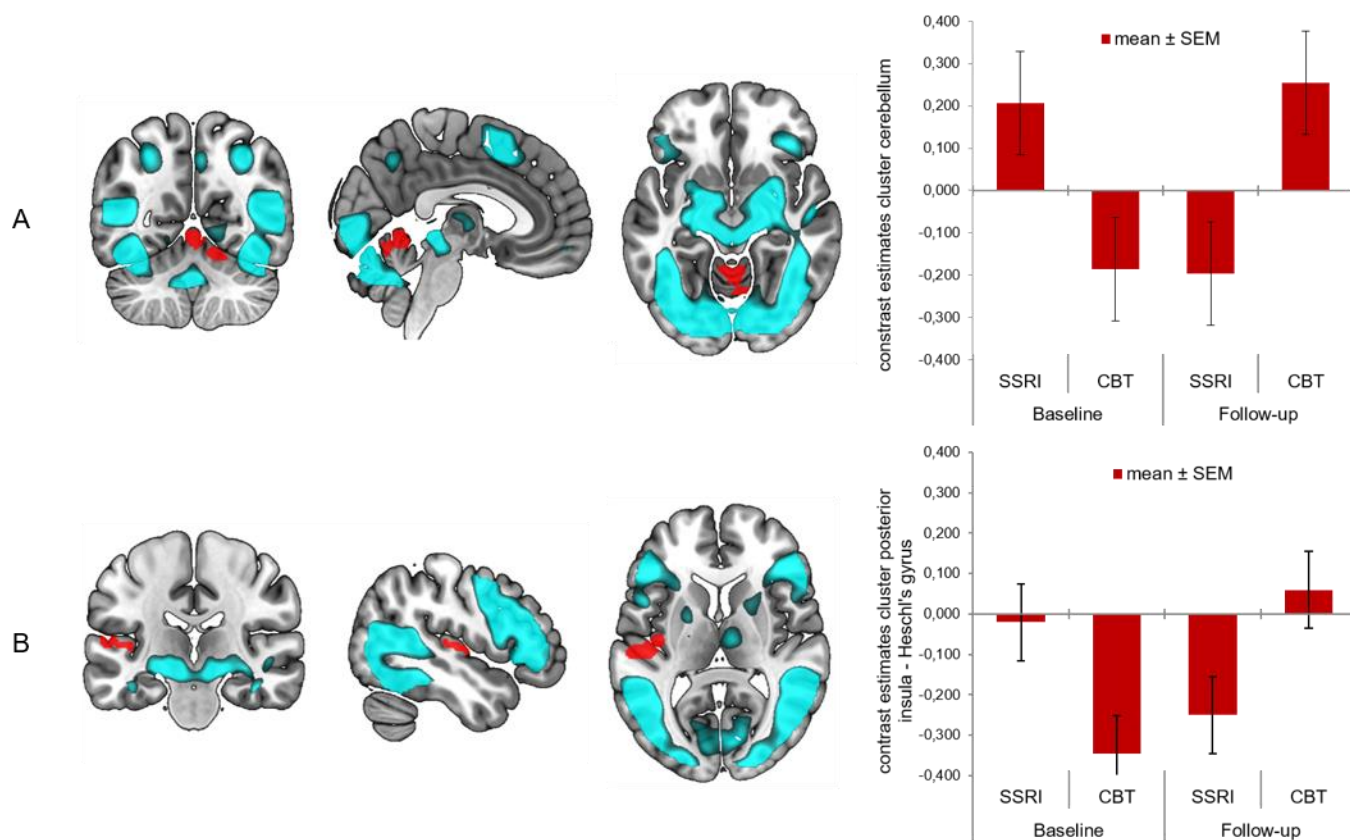 A
constrast estimates cluster cerebellum
0,400
0,300
0,200
0,100
0,000
-0,100
-0,200
-0,300
-0,400
mean ± SEM
SSRI
CBT
SSRI
CBT
Baseline
Follow-up
B
contrast estimates cluster posterior
insula - Heschl's gyrus
0,400
0,300
0,200
0,100
0,000
-0,100
-0,200
-0,300
-0,400
mean ± SEM
SSRI
CBT
SSRI
CBT
Baseline
Follow-up